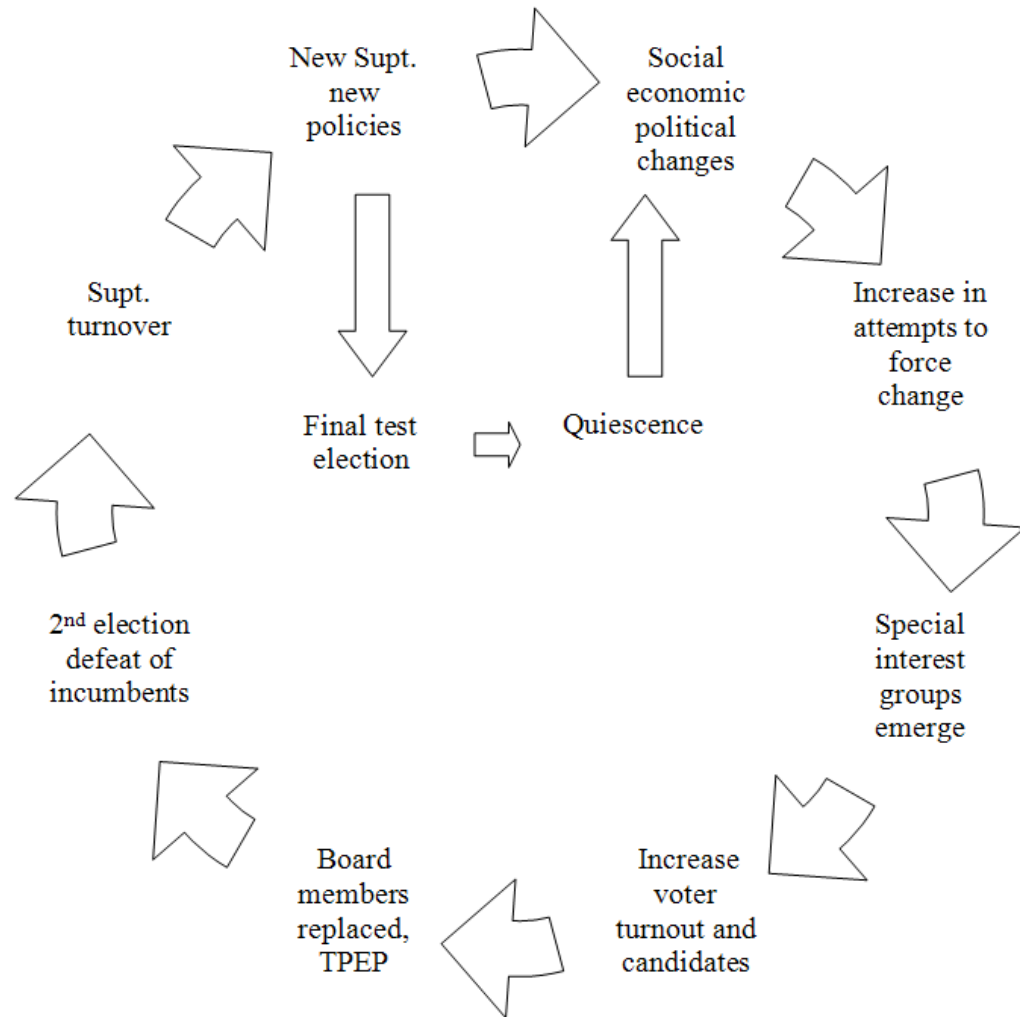 New Supt.
new
policies
Social
economic
political
changes
Increase in
attempts to
force
change
Special
interest
groups
emerge
Increase
voter
turnout and
candidates
Board
members
replaced,
TPEP
2nd election
defeat of
incumbents
Supt.
turnover
Final test
election
Quiescence